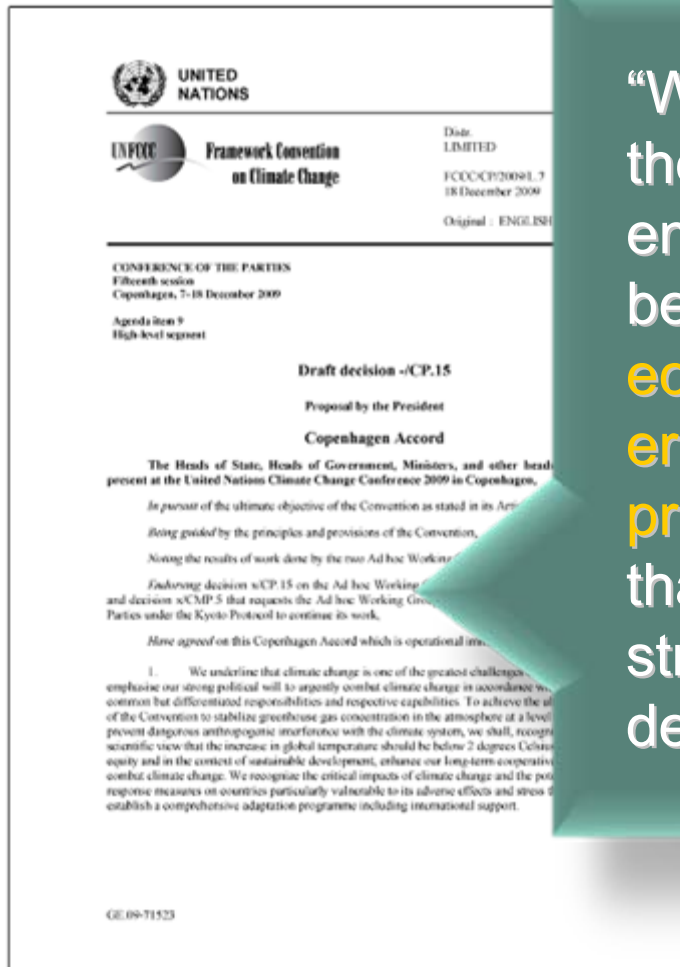 UNITED
NATIONS
UNFCCC
Framework Convention
on Climate Change
Distr.
LIMITED
FCCC/CP/2009/L.7
18 December 2009
Original : ENGLISH
CONFERENCE OF THE PARTIES
Fifteenth session
Copenhagen, 7–18 December 2009
Agenda item 9
High-level segment
Draft decision -/CP.15
Proposal by the President
Copenhagen Accord
The Heads of State, Heads of Government, Ministers, and other head
present at the United Nations Climate Change Conference 2009 in Copenhagen,
In pursuit of the ultimate objective of the Convention as stated in its
Being guided by the principles and provisions of the Convention,
Noting the results of work done by the two Ad hoc Working
Endorsing decision x/CP.15 on the Ad hoc Working
and decision x/CMP.5 that requests the Ad hoc Working
Parties under the Kyoto Protocol to continue its work,
Have agreed on this Copenhagen Accord which is operational
1. We underline that climate change is one of the greatest challenges
emphasise our strong political will to urgently combat climate change in accordance
common but differentiated responsibilities and respective capabilities. To achieve the
of the Convention to stabilize greenhouse gas concentration in the atmosphere at a level
prevent dangerous anthropogenic interference with the climate system, we shall,
scientific view that the increase in global temperature should be below 2 degrees
equity and in the context of sustainable development, enhance our long-term cooperative
combat climate change. We recognize the critical impacts of climate change and the
response measures on countries particularly vulnerable to its adverse effects and stress
establish a comprehensive adaptation programme including international support.
GE.09-71523
“W
the
en
be
ec
er
pr
tha
str
de